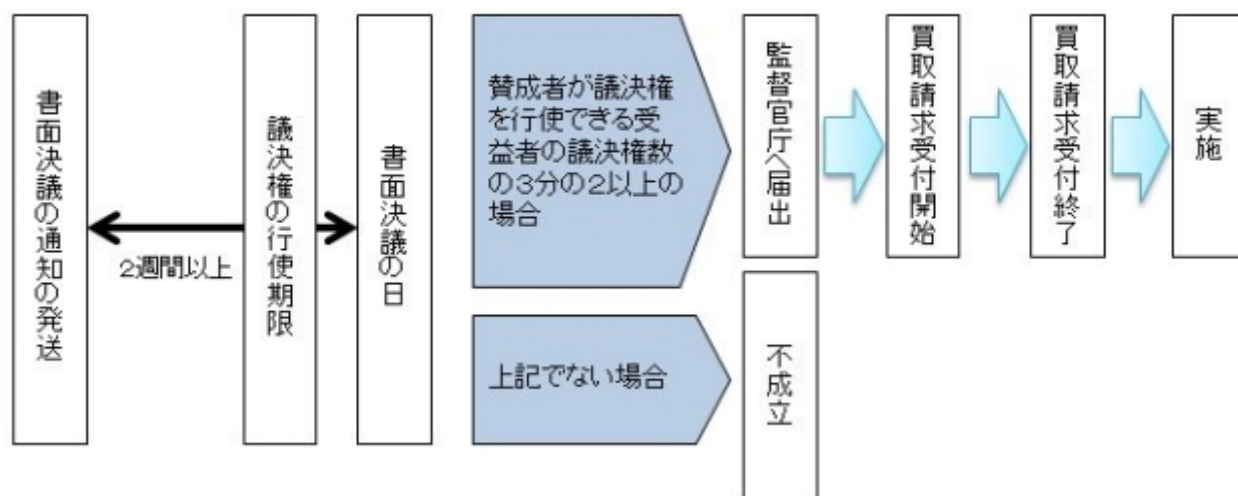 書面決議の通知の発送
2週間以上
議決権の行使期限
書面決議の日
賛成者が議決権
を行使できる受
益者の議決権数
の3分の2以上の
場合
監督官庁へ届出
買取請求受付開始
買取請求受付終了
実施
上記でない場合
不成立